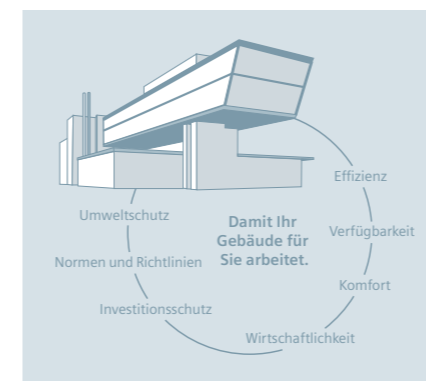 Effizienz
Umweltschutz
Damit Ihr
Gebäude für
Sie arbeitet.
Verfügbarkeit
Normen und Richtlinien
Komfort
Investitionsschutz
Wirtschaftlichkeit